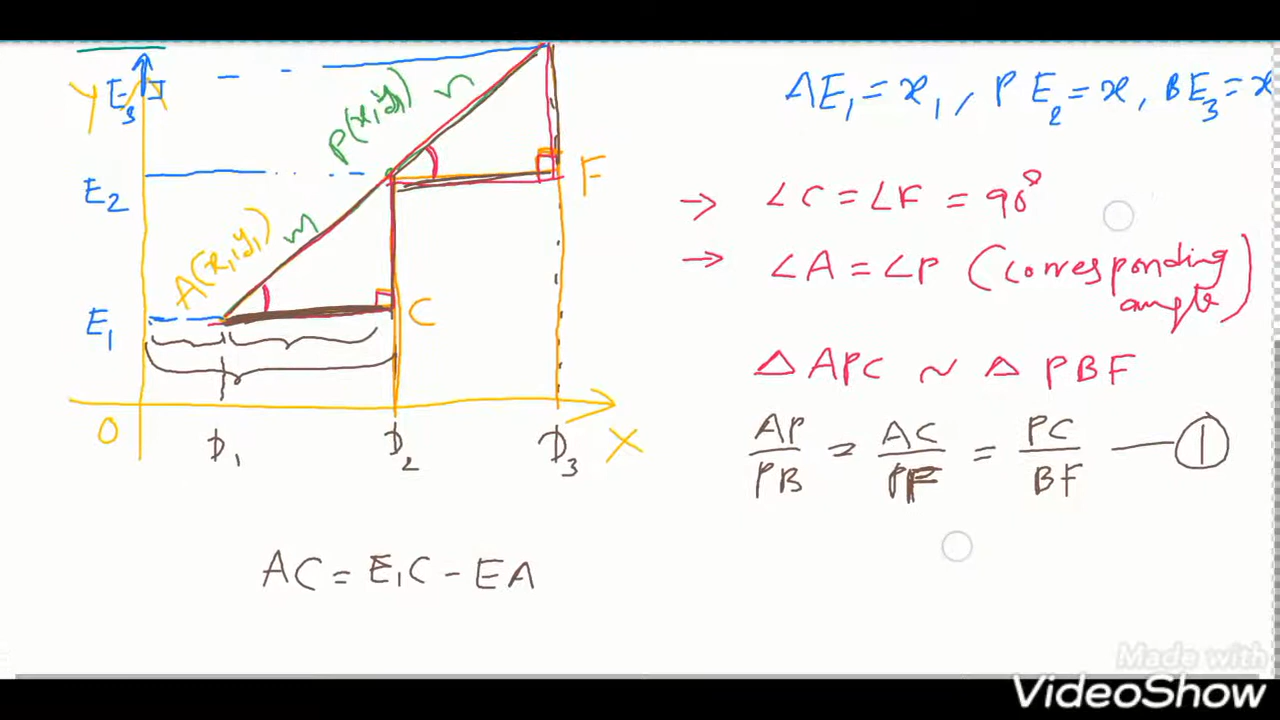 Y
E3
E2
E1
P(x,y)
n
m
A(x1,y1)
F
C
O
D1
D2
D3
X
AC = E1C - EA
AE1 = x1, PE2 = x, BE3 = x
→ ∠C = ∠F = 90°
→ ∠A = ∠P (Corresponding
angle)
△ APC ~ △ PBF
AP/PB = AC/PF = PC/BF — ①
Made with
VideoShow